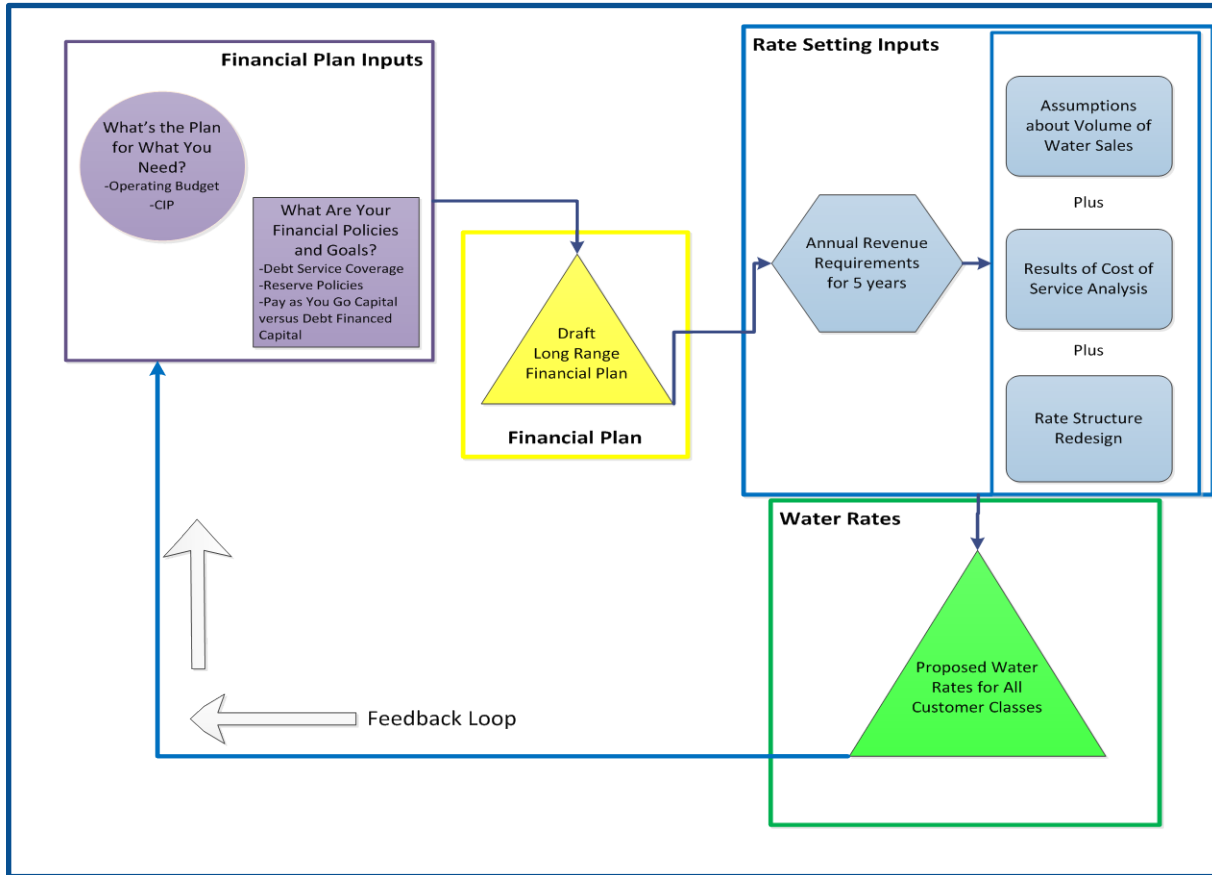 Financial Plan Inputs
What's the Plan
for What You
Need?
-Operating Budget
-CIP
What Are Your
Financial Policies
and Goals?
-Debt Service Coverage
-Reserve Policies
-Pay as You Go Capital
versus Debt Financed
Capital
Draft
Long Range
Financial Plan
Financial Plan
Rate Setting Inputs
Annual Revenue
Requirements
for 5 years
Assumptions
about Volume of
Water Sales
Plus
Results of Cost of
Service Analysis
Plus
Rate Structure
Redesign
Water Rates
Proposed Water
Rates for All
Customer Classes
Feedback Loop